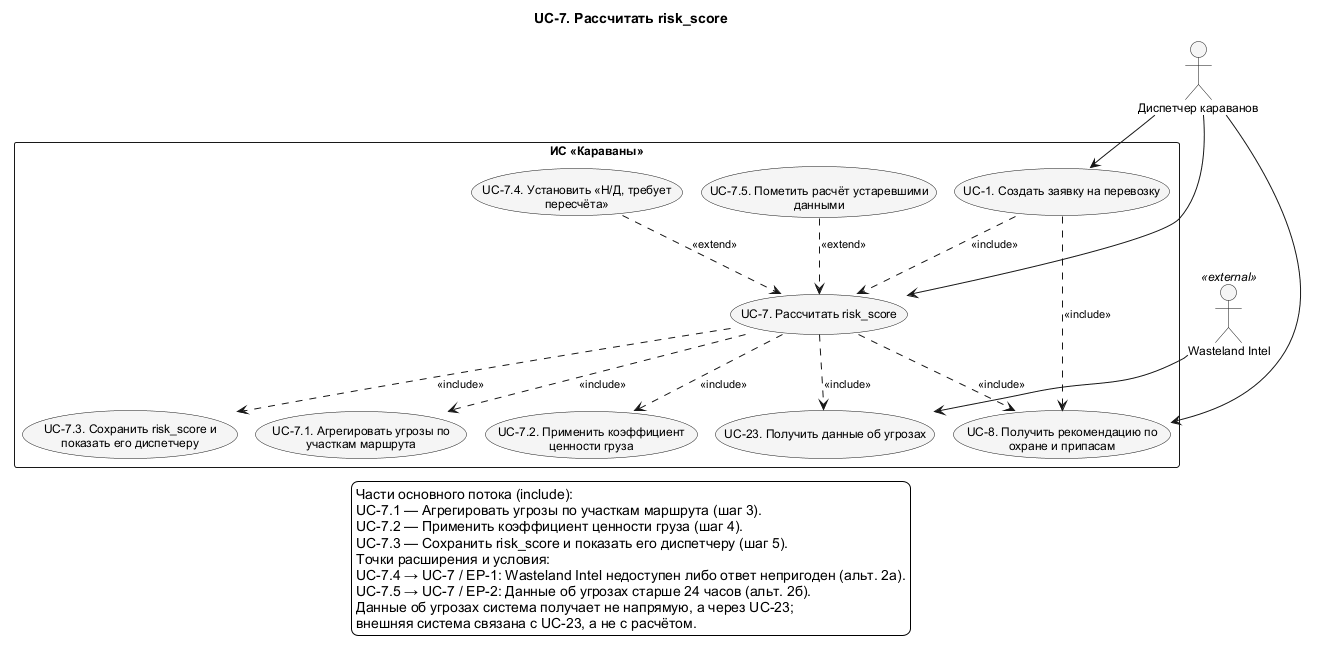 UC-7. Рассчитать risk_score
Диспетчер караванов
ИС «Караваны»
UC-7.4. Установить «Н/Д, требует
пересчёта»
UC-7.5. Пометить расчёт устаревшими
данными
UC-1. Создать заявку на перевозку
«extend»
«extend»
«include»
«external»
UC-7. Рассчитать risk_score
«include»
Wasteland Intel
«include»
«include»
«include»
«include»
«include»
UC-7.3. Сохранить risk_score и
показать его диспетчеру
UC-7.1. Агрегировать угрозы по
участкам маршрута
UC-7.2. Применить коэффициент
ценности груза
UC-23. Получить данные об угрозах
UC-8. Получить рекомендацию по
охране и припасам
Части основного потока (include):
UC-7.1 — Агрегировать угрозы по участкам маршрута (шаг 3).
UC-7.2 — Применить коэффициент ценности груза (шаг 4).
UC-7.3 — Сохранить risk_score и показать его диспетчеру (шаг 5).
Точки расширения и условия:
UC-7.4 → UC-7 / EP-1: Wasteland Intel недоступен либо ответ непригоден (альт. 2а).
UC-7.5 → UC-7 / EP-2: Данные об угрозах старше 24 часов (альт. 2б).
Данные об угрозах система получает не напрямую, а через UC-23;
внешняя система связана с UC-23, а не с расчётом.